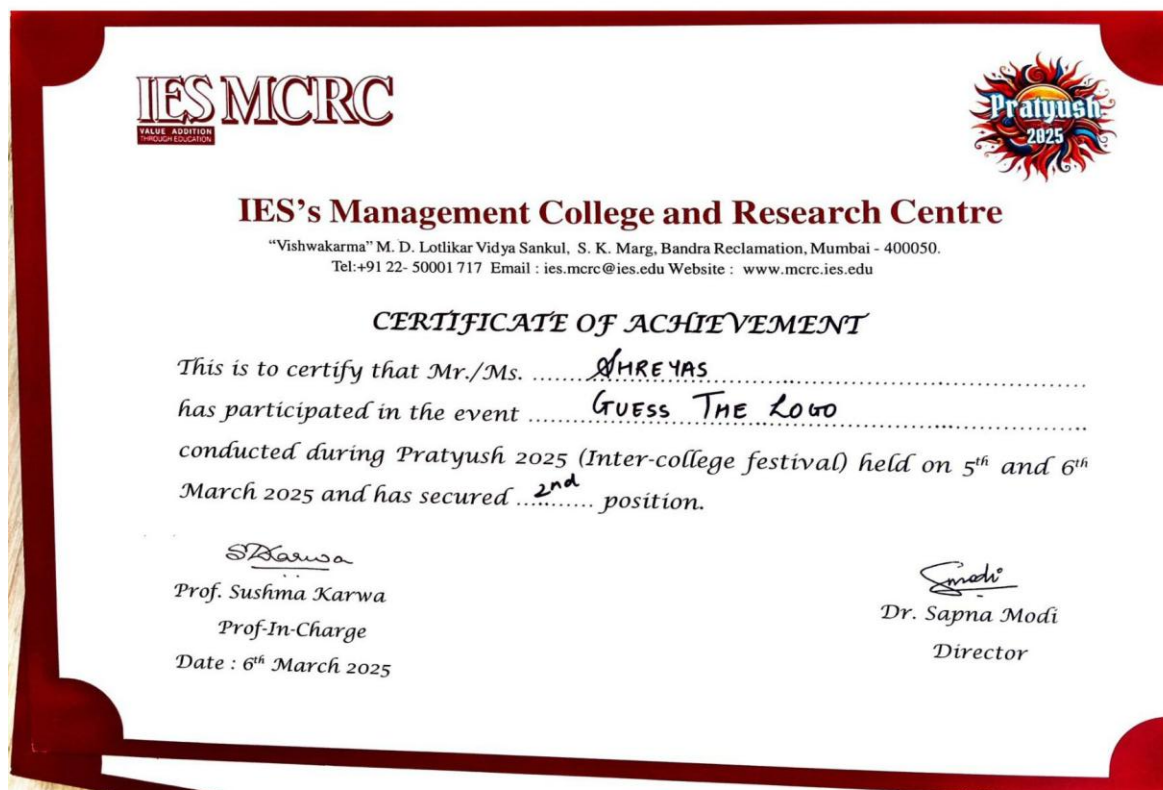 IES MCRC
VALUE ADDITION
THROUGH EDUCATION
Pratyush
2025
IES's Management College and Research Centre
"Vishwakarma" M. D. Lotlikar Vidya Sankul, S. K. Marg, Bandra Reclamation, Mumbai - 400050.
Tel:+91 22- 50001 717 Email : ies.mcrc@ies.edu Website : www.mcrc.ies.edu
CERTIFICATE OF ACHIEVEMENT
This is to certify that Mr./Ms. ...... SHREYAS ......
has participated in the event ...... GUESS THE LOGO ......
conducted during Pratyush 2025 (Inter-college festival) held on 5th and 6th
March 2025 and has secured ...2nd... position.
SDKarwa
Smodi
Prof. Sushma Karwa
Dr. Sapna Modi
Prof-In-Charge
Director
Date : 6th March 2025